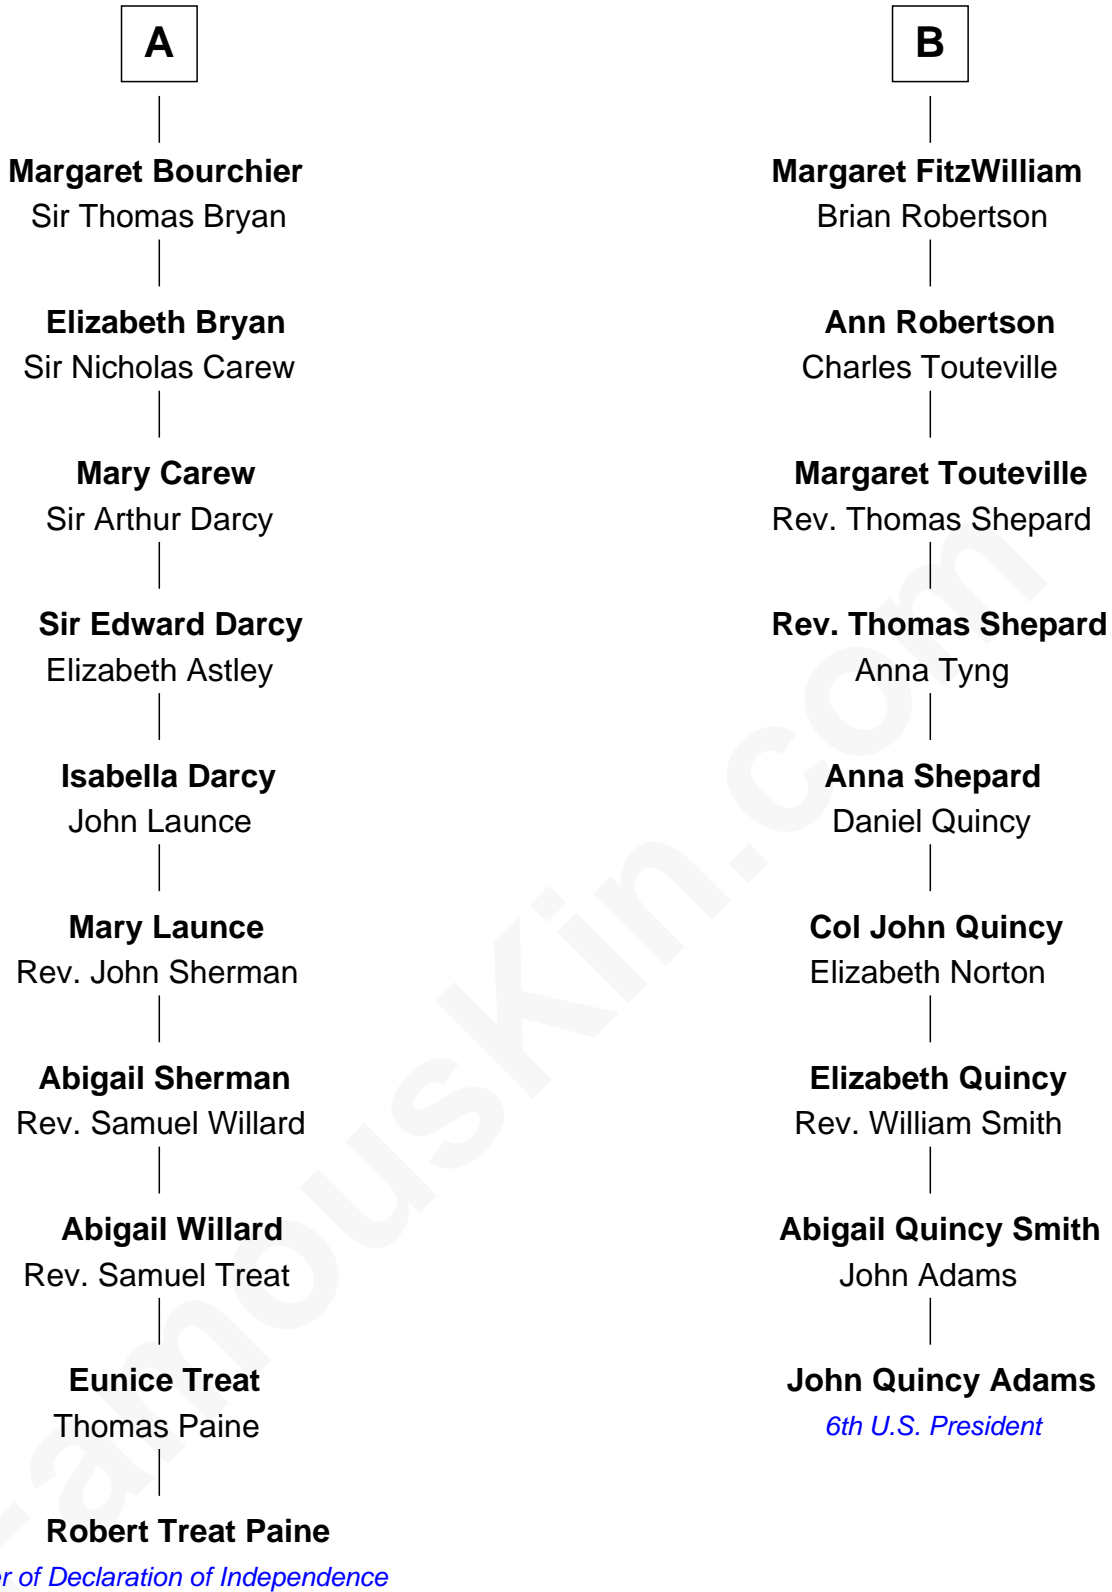 A
Margaret Bourchier
Sir Thomas Bryan
Elizabeth Bryan
Sir Nicholas Carew
Mary Carew
Sir Arthur Darcy
Sir Edward Darcy
Elizabeth Astley
Isabella Darcy
John Launce
Mary Launce
Rev. John Sherman
Abigail Sherman
Rev. Samuel Willard
Abigail Willard
Rev. Samuel Treat
Eunice Treat
Thomas Paine
Robert Treat Paine
of Declaration of Independence
B
Margaret FitzWilliam
Brian Robertson
Ann Robertson
Charles Touteville
Margaret Touteville
Rev. Thomas Shepard
Rev. Thomas Shepard
Anna Tyng
Anna Shepard
Daniel Quincy
Col John Quincy
Elizabeth Norton
Elizabeth Quincy
Rev. William Smith
Abigail Quincy Smith
John Adams
John Quincy Adams
6th U.S. President
FamousKin.com